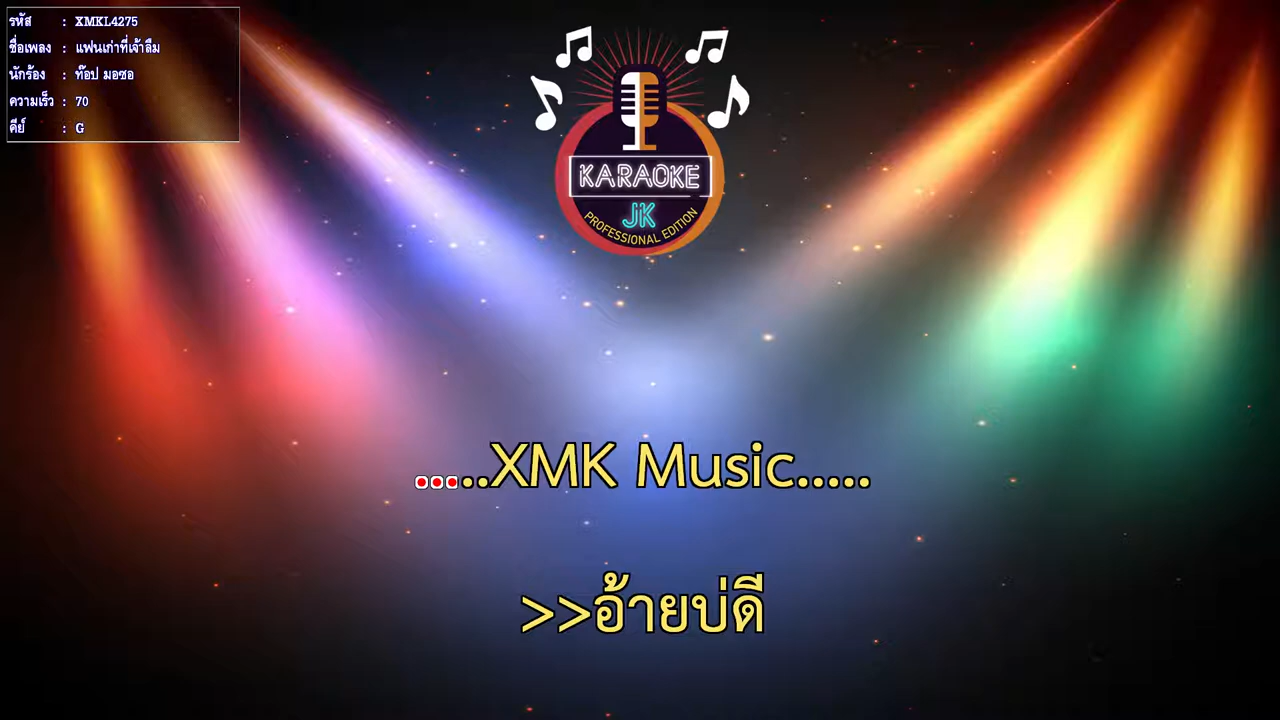 รหัส : XMKL4275
ชื่อเพลง : แฟนเก่าที่เจ้าลืม
นักร้อง : ท๊อป มอซอ
ความเร็ว : 70
คีย์ : G
KARAOKE
JK
PROFESSIONAL EDITION
.....XMK Music.....
>>อ้ายบ่ดี